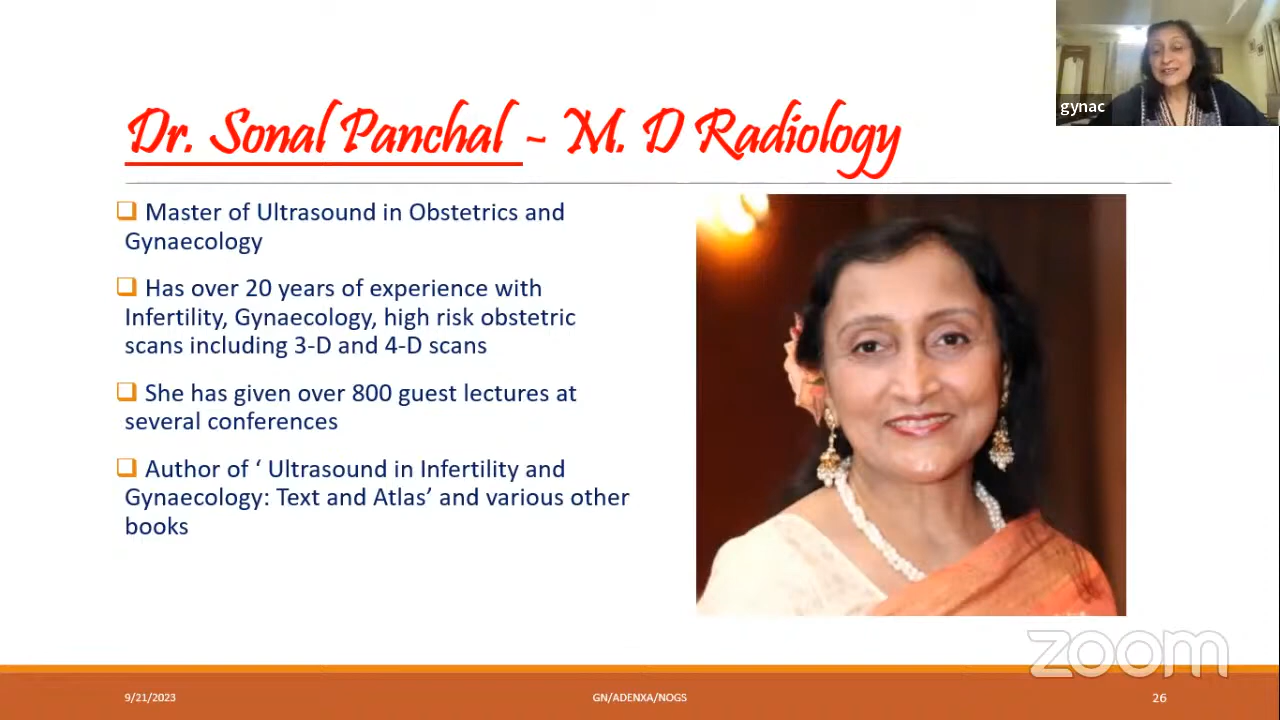 gynac
Dr. Sonal Panchal - M. D Radiology
Master of Ultrasound in Obstetrics and
Gynaecology
Has over 20 years of experience with
Infertility, Gynaecology, high risk obstetric
scans including 3-D and 4-D scans
She has given over 800 guest lectures at
several conferences
Author of ‘ Ultrasound in Infertility and
Gynaecology: Text and Atlas’ and various other
books
zoom
9/21/2023
GN/ADENXA/NOGS
26